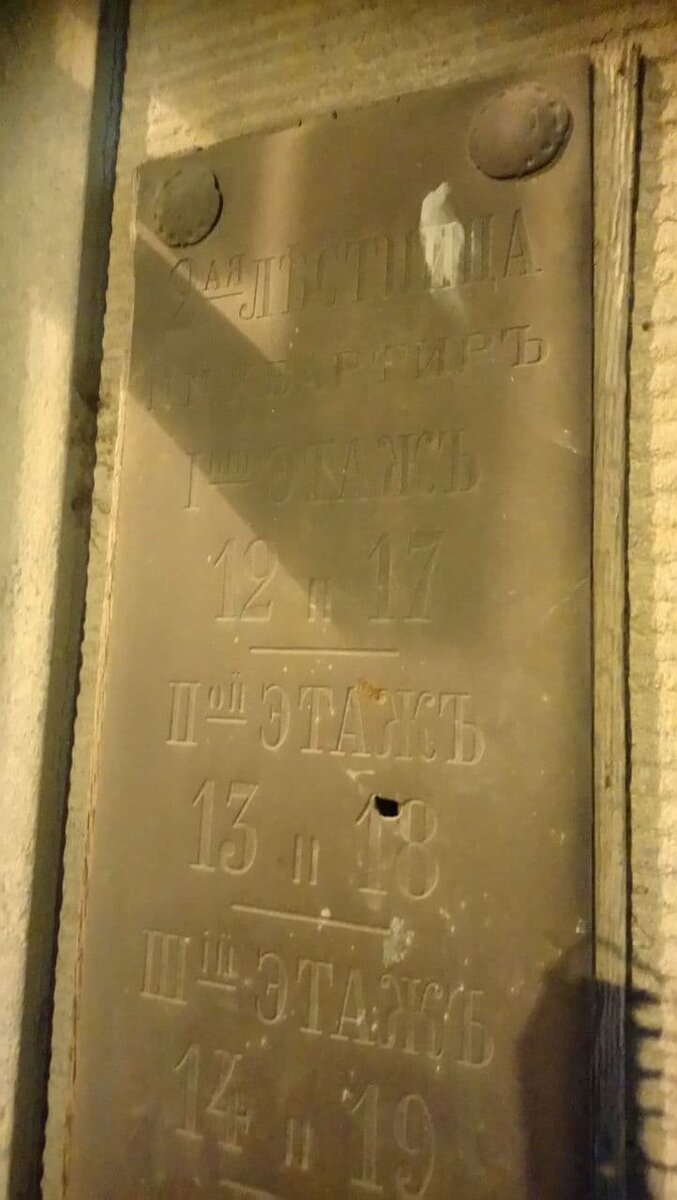 2ая ЛѢСТНИЦА
КВАРТИРЪ
Iый ЭТАЖЪ
12 и 17
IIой ЭТАЖЪ
13 и 18
IIIій ЭТАЖЪ
14 и 19